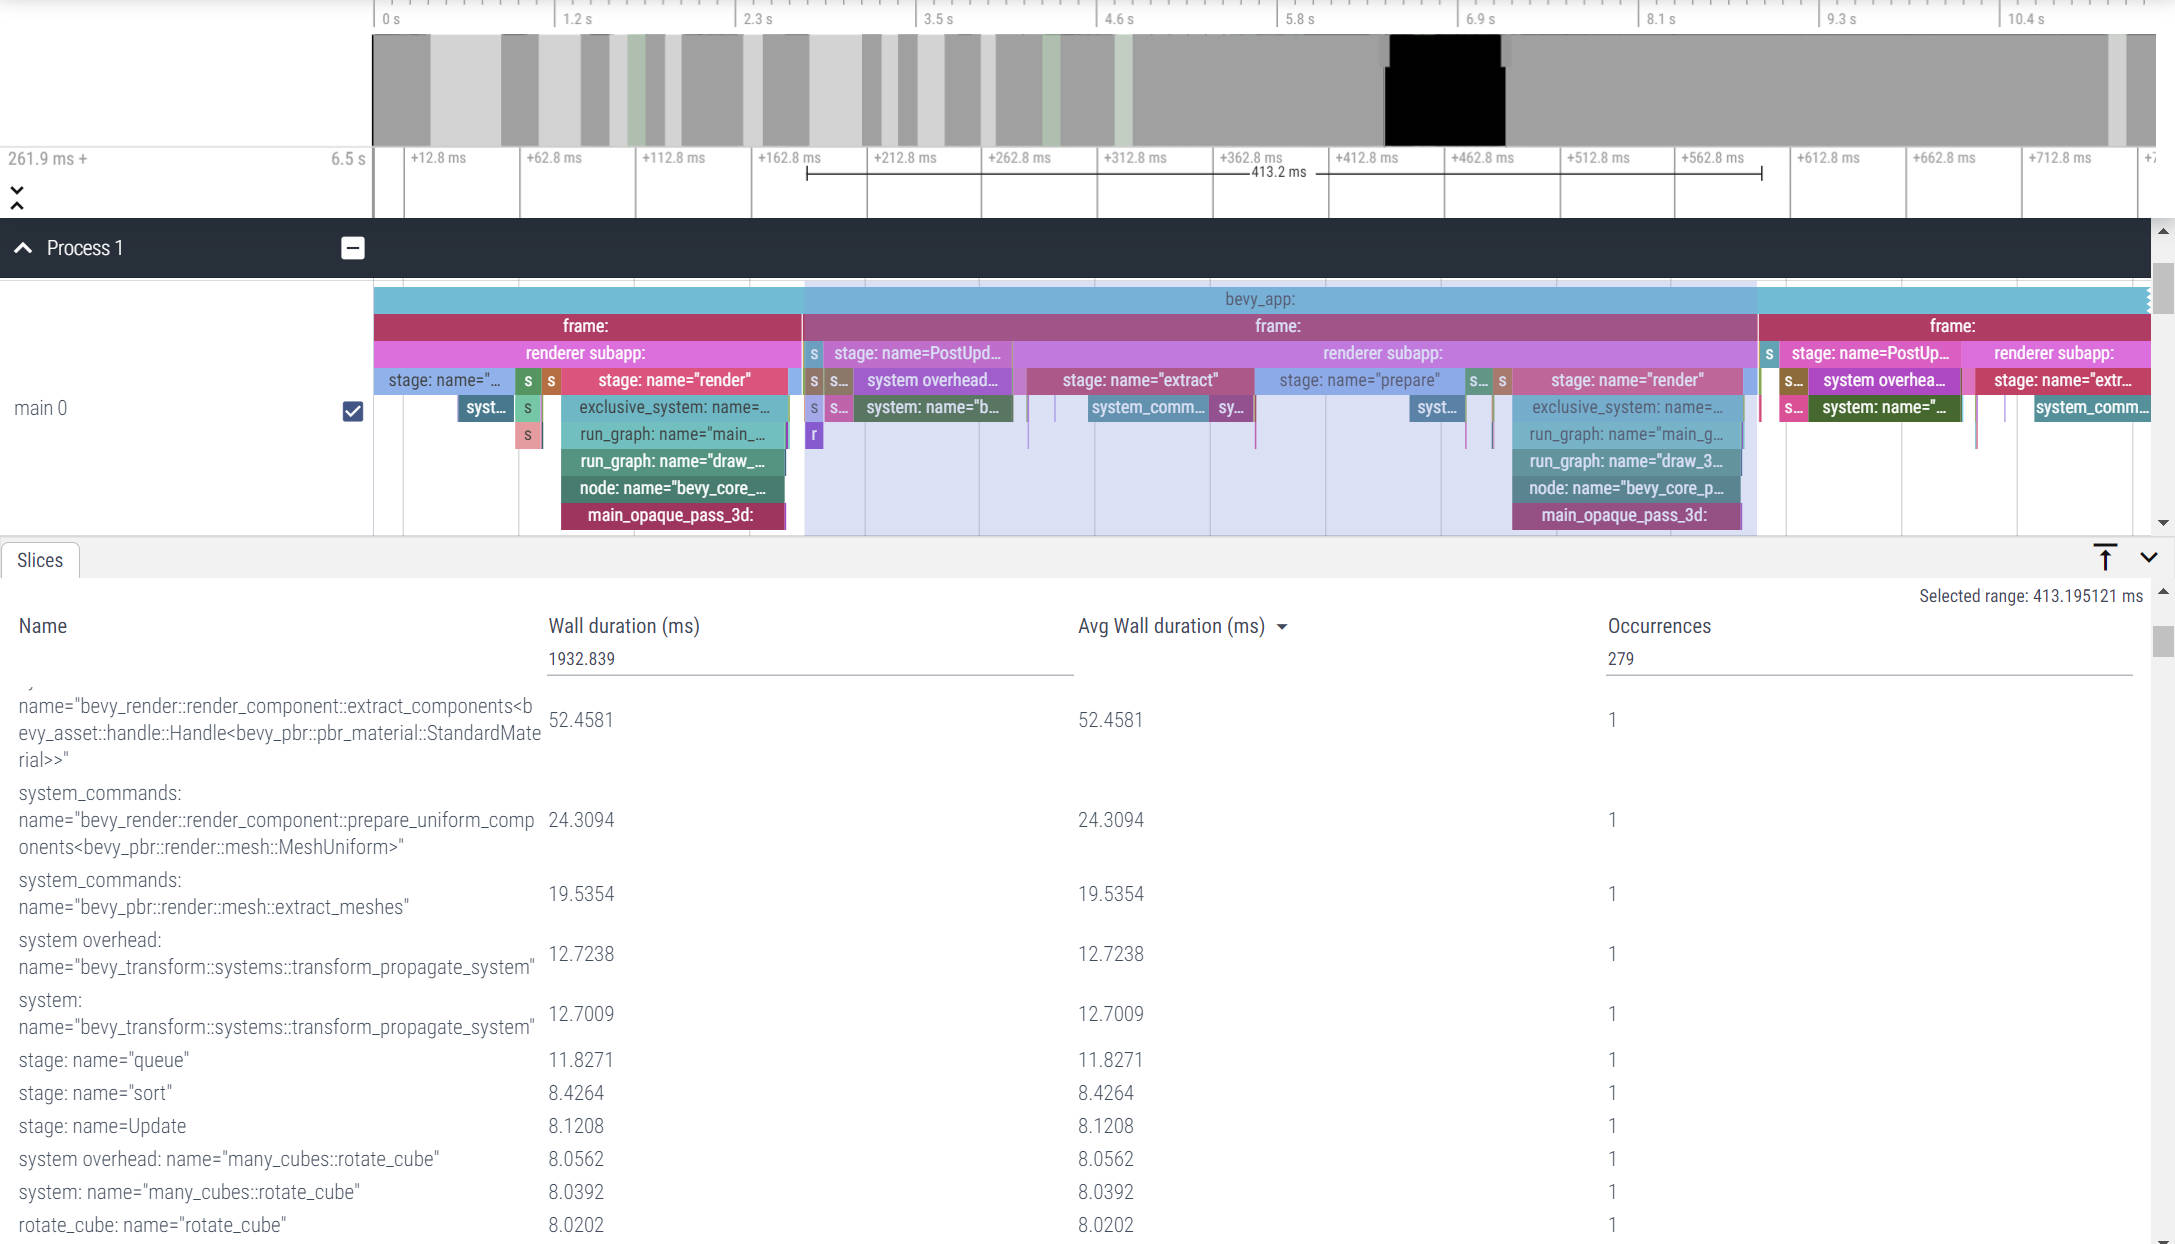 0 s 1.2 s 2.3 s 3.5 s 4.6 s 5.8 s 6.9 s 8.1 s 9.3 s 10.4 s
261.9 ms + 6.5 s +12.8 ms +62.8 ms +112.8 ms +162.8 ms +212.8 ms +262.8 ms +312.8 ms +362.8 ms +412.8 ms +462.8 ms +512.8 ms +562.8 ms +612.8 ms +662.8 ms +712.8 ms
413.2 ms
Process 1
bevy_app:
frame: frame: frame:
renderer subapp: s stage: name=PostUpd... renderer subapp: s stage: name=PostUp... renderer subapp:
stage: name="... s s stage: name="render" s s... system overhead... stage: name="extract" stage: name="prepare" s... s stage: name="render" s... system overhea... stage: name="extr...
main 0 syst... s exclusive_system: name=... s s... system: name="b... system_comm... sy... syst... exclusive_system: name=... s... system: name="... system_comm...
s run_graph: name="main_... r run_graph: name="main_g...
run_graph: name="draw_... run_graph: name="draw_3...
node: name="bevy_core_... node: name="bevy_core_p...
main_opaque_pass_3d: main_opaque_pass_3d:
Slices
Selected range: 413.195121 ms
Name Wall duration (ms) Avg Wall duration (ms) Occurrences
1932.839 279
name="bevy_render::render_component::extract_components<b
evy_asset::handle::Handle<bevy_pbr::pbr_material::StandardMate 52.4581 52.4581 1
rial>>"
system_commands:
name="bevy_render::render_component::prepare_uniform_comp 24.3094 24.3094 1
onents<bevy_pbr::render::mesh::MeshUniform>"
system_commands:
name="bevy_pbr::render::mesh::extract_meshes" 19.5354 19.5354 1
system overhead:
name="bevy_transform::systems::transform_propagate_system" 12.7238 12.7238 1
system:
name="bevy_transform::systems::transform_propagate_system" 12.7009 12.7009 1
stage: name="queue" 11.8271 11.8271 1
stage: name="sort" 8.4264 8.4264 1
stage: name=Update 8.1208 8.1208 1
system overhead: name="many_cubes::rotate_cube" 8.0562 8.0562 1
system: name="many_cubes::rotate_cube" 8.0392 8.0392 1
rotate_cube: name="rotate_cube" 8.0202 8.0202 1